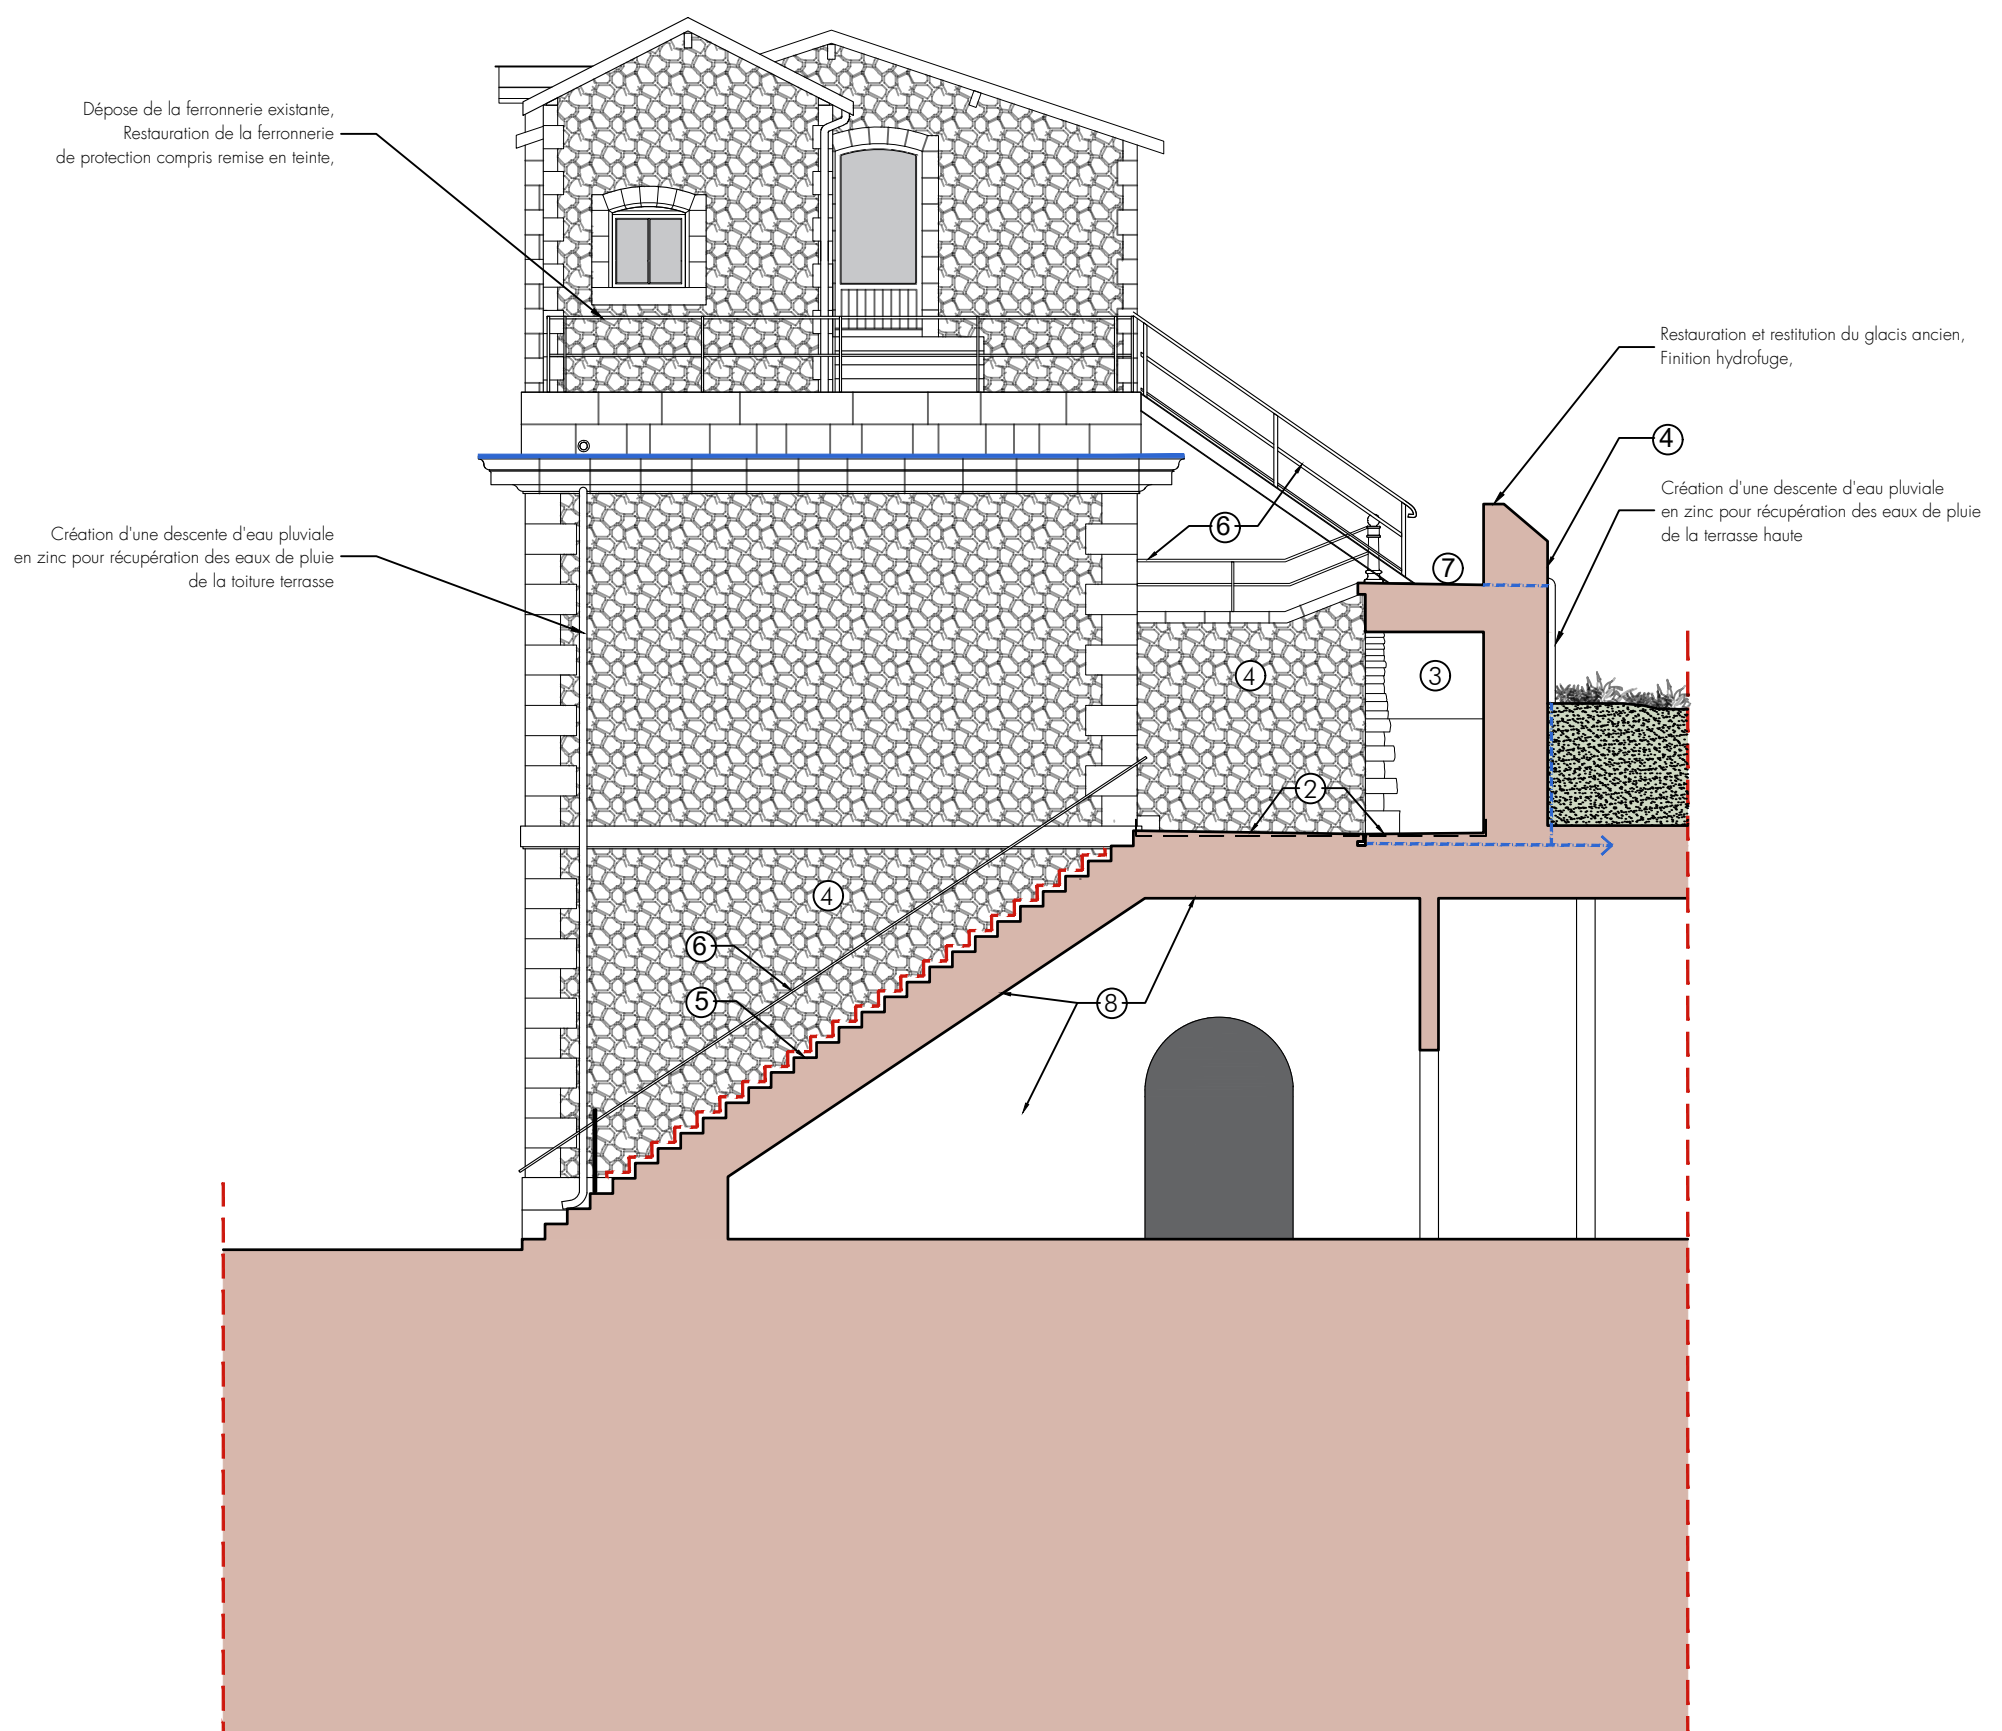 Dépose de la ferronnerie existante,
Restauration de la ferronnerie
de protection compris remise en teinte,
Restauration et restitution du glacis ancien,
Finition hydrofuge,
4
Création d'une descente d'eau pluviale
en zinc pour récupération des eaux de pluie
de la terrasse haute
Création d'une descente d'eau pluviale
en zinc pour récupération des eaux de pluie
de la toiture terrasse
6
7
4
3
2
4
6
5
8